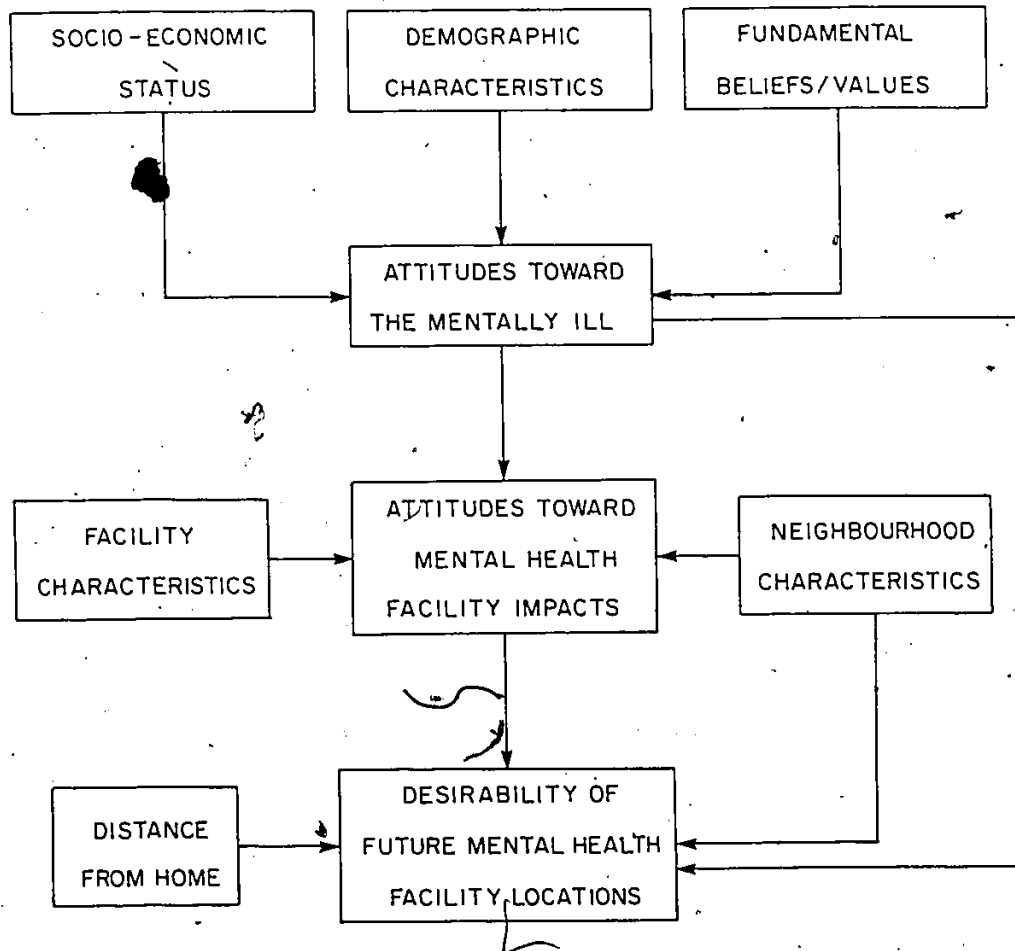 SOCIO-ECONOMIC
STATUS
DEMOGRAPHIC
CHARACTERISTICS
FUNDAMENTAL
BELIEFS/VALUES
ATTITUDES TOWARD
THE MENTALLY ILL
FACILITY
CHARACTERISTICS
ATTITUDES TOWARD
MENTAL HEALTH
FACILITY IMPACTS
NEIGHBOURHOOD
CHARACTERISTICS
DISTANCE
FROM HOME
DESIRABILITY OF
FUTURE MENTAL HEALTH
FACILITY LOCATIONS